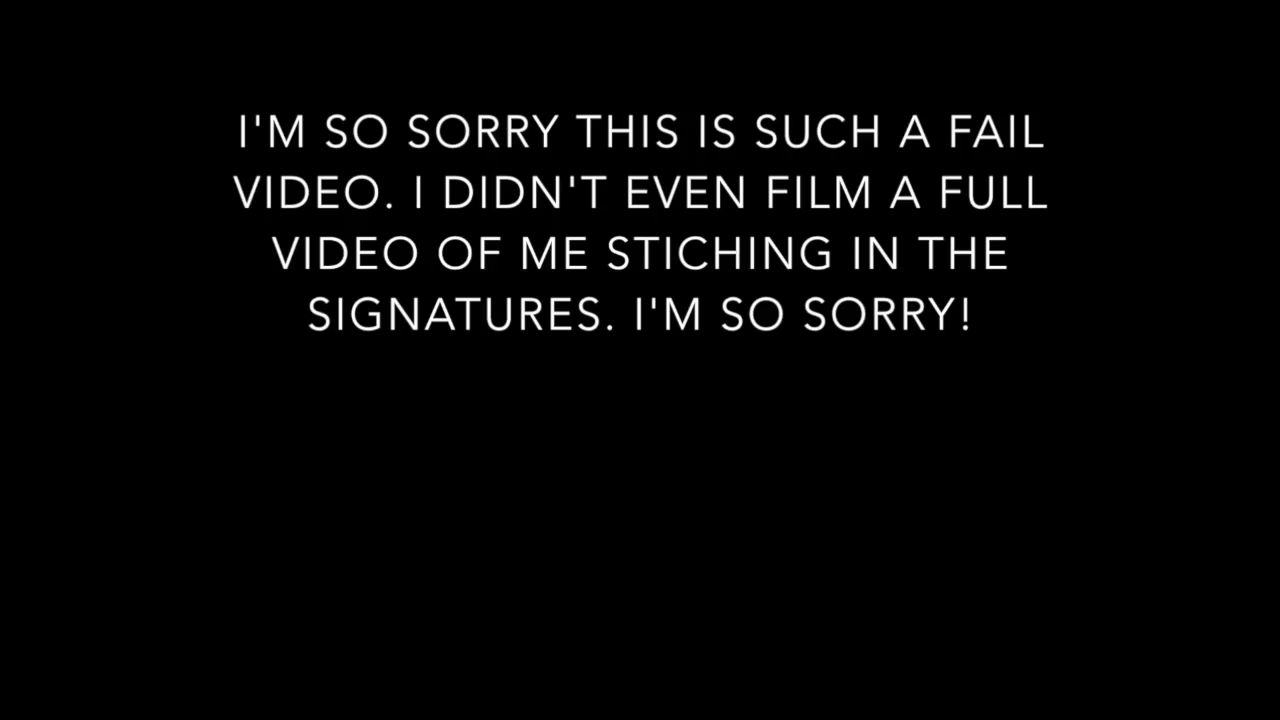 I'M SO SORRY THIS IS SUCH A FAIL
VIDEO. I DIDN'T EVEN FILM A FULL
VIDEO OF ME STICHING IN THE
SIGNATURES. I'M SO SORRY!